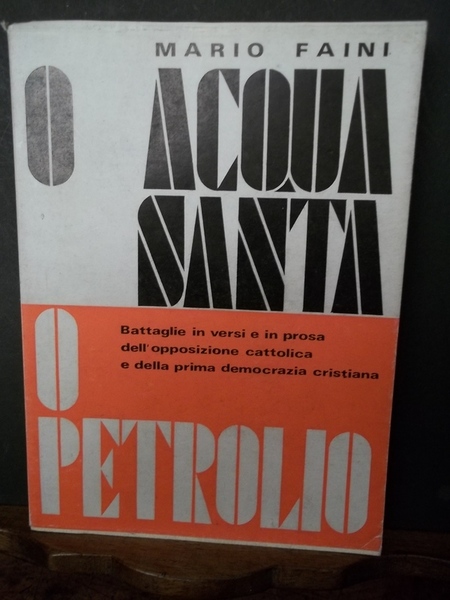 MARIO FAINI
O ACQUA
SANTA
Battaglie in versi e in prosa
dell'opposizione cattolica
e della prima democrazia cristiana
O
PETROLIO